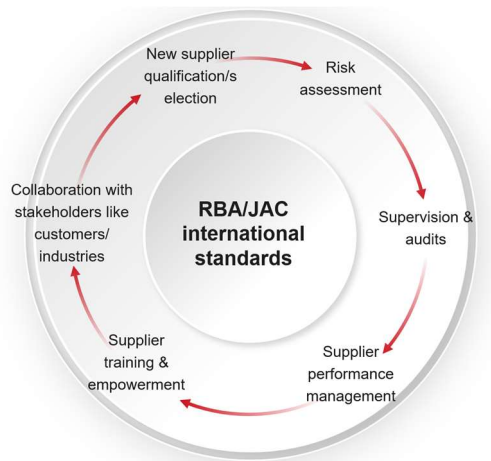 New supplier
qualification/s
election
Risk
assessment
Supervision &
audits
Supplier
performance
management
Supplier
training &
empowerment
Collaboration with
stakeholders like
customers/
industries
RBA/JAC
international
standards